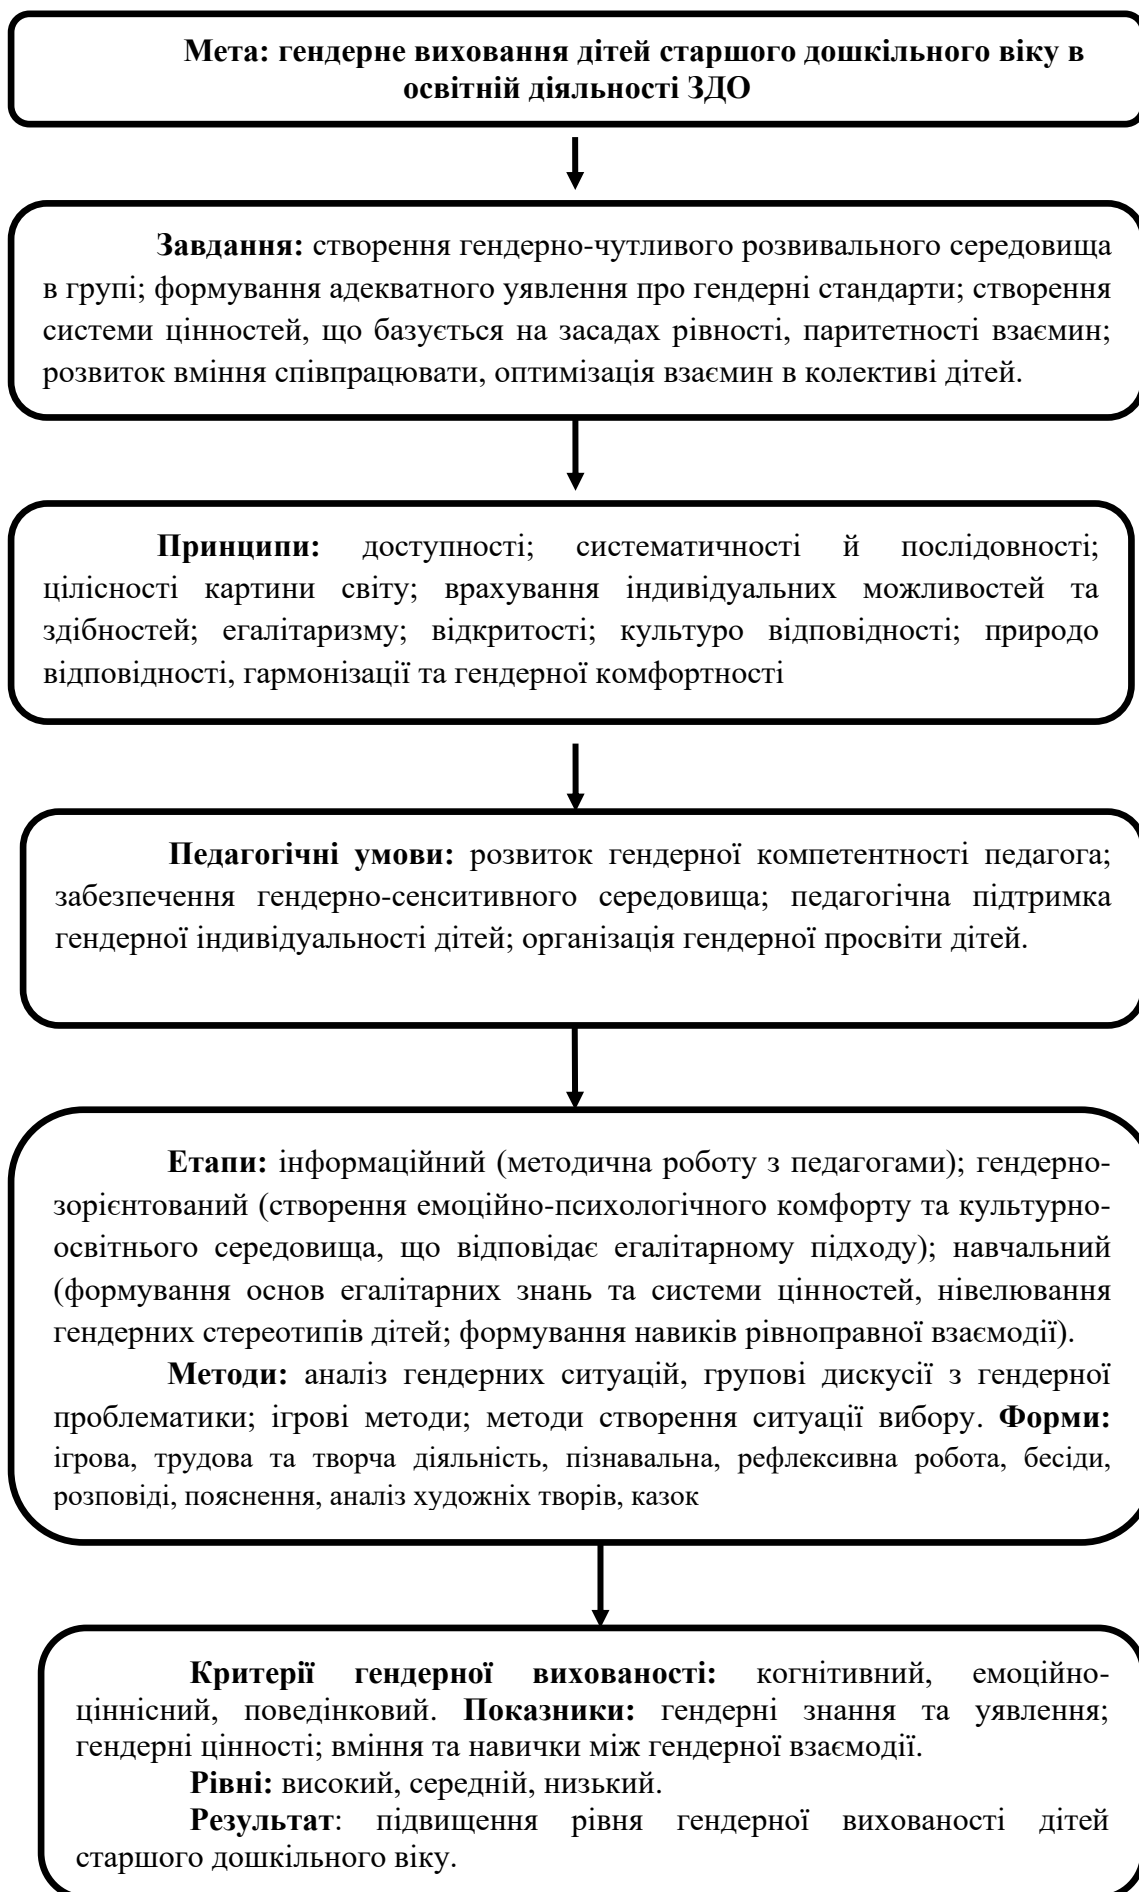 Мета: гендерне виховання дітей старшого дошкільного віку в
освітній діяльності ЗДО
Завдання: створення гендерно-чутливого розвивального середовища
в групі; формування адекватного уявлення про гендерні стандарти; створення
системи цінностей, що базується на засадах рівності, паритетності взаємин;
розвиток вміння співпрацювати, оптимізація взаємин в колективі дітей.
Принципи: доступності; систематичності й послідовності;
цілісності картини світу; врахування індивідуальних можливостей та
здібностей; егалітаризму; відкритості; культуро відповідності; природо
відповідності, гармонізації та гендерної комфортності
Педагогічні умови: розвиток гендерної компетентності педагога;
забезпечення гендерно-сенситивного середовища; педагогічна підтримка
гендерної індивідуальності дітей; організація гендерної просвіти дітей.
Етапи: інформаційний (методична роботу з педагогами); гендерно-
зорієнтований (створення емоційно-психологічного комфорту та культурно-
освітнього середовища, що відповідає егалітарному підходу); навчальний
(формування основ егалітарних знань та системи цінностей, нівелювання
гендерних стереотипів дітей; формування навиків рівноправної взаємодії).
Методи: аналіз гендерних ситуацій, групові дискусії з гендерної
проблематики; ігрові методи; методи створення ситуації вибору. Форми:
ігрова, трудова та творча діяльність, пізнавальна, рефлексивна робота, бесіди,
розповіді, пояснення, аналіз художніх творів, казок
Критерії гендерної вихованості: когнітивний, емоційно-
ціннісний, поведінковий. Показники: гендерні знання та уявлення;
гендерні цінності; вміння та навички між гендерної взаємодії.
Рівні: високий, середній, низький.
Результат: підвищення рівня гендерної вихованості дітей
старшого дошкільного віку.